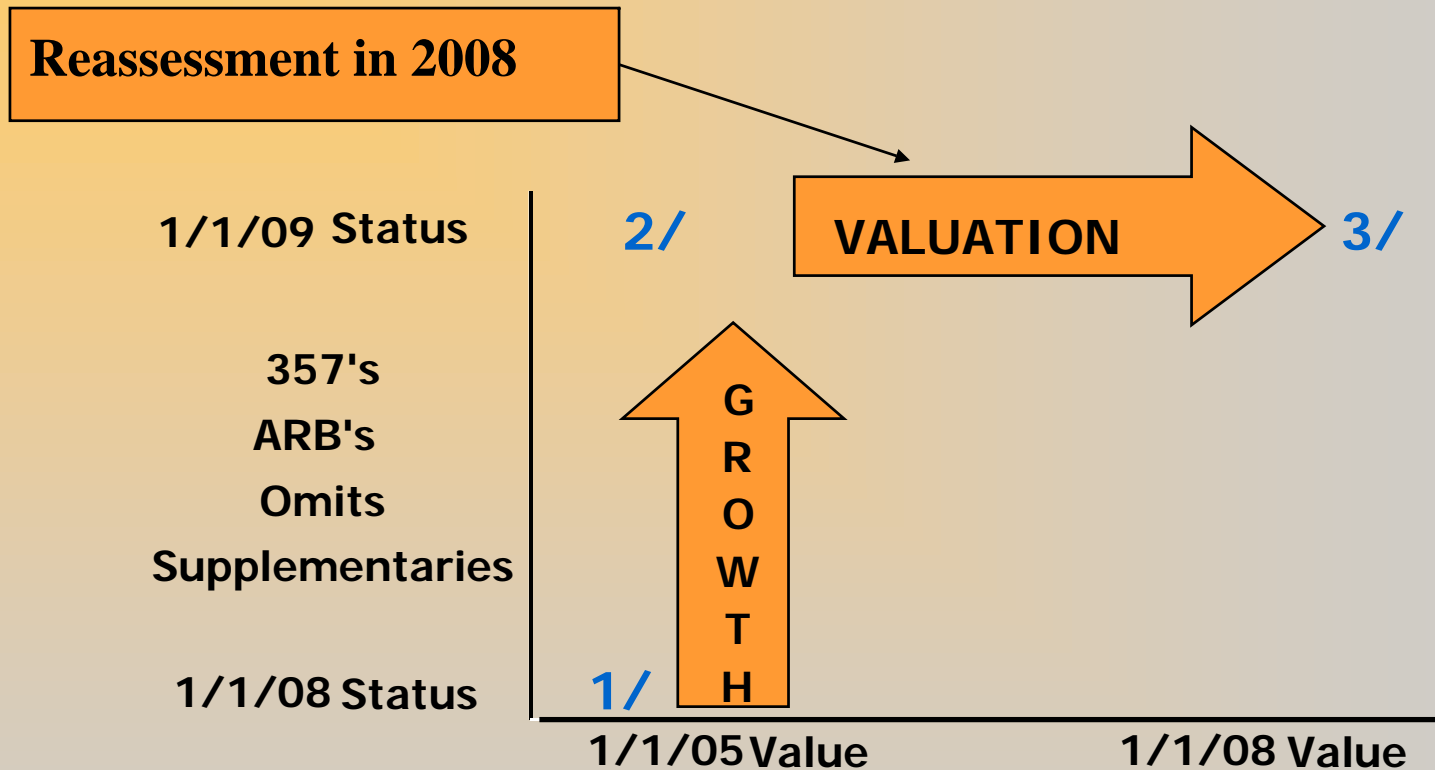 Reassessment in 2008
1/1/09 Status
2/
VALUATION
3/
357's
ARB's
Omits
Supplementaries
G
R
O
W
T
H
1/1/08 Status
1/
1/1/05 Value
1/1/08 Value